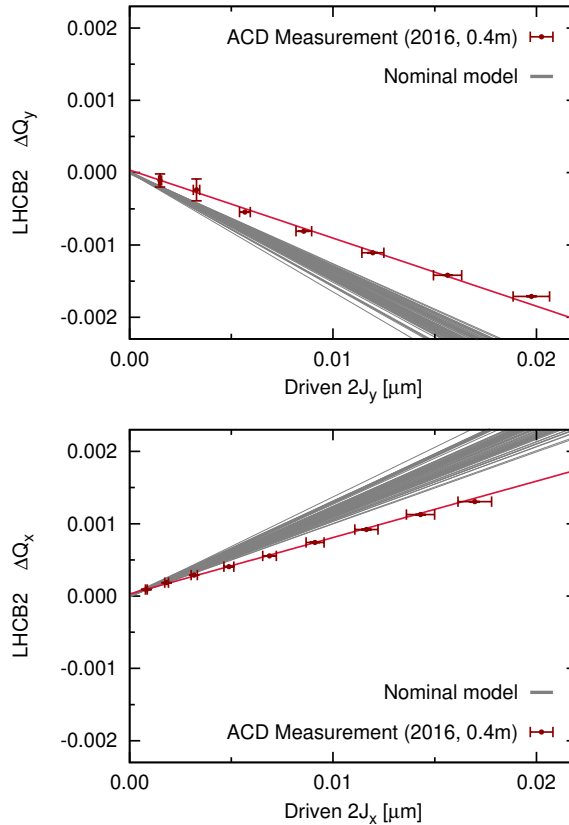 ACD Measurement (2016, 0.4m)
Nominal model
0.002
0.001
0.000
-0.001
-0.002
LHCB2 ΔQy
0.00
0.01
0.02
Driven 2Jy [μm]
0.002
0.001
0.000
-0.001
-0.002
LHCB2 ΔQx
Nominal model
ACD Measurement (2016, 0.4m)
0.00
0.01
0.02
Driven 2Jx [μm]